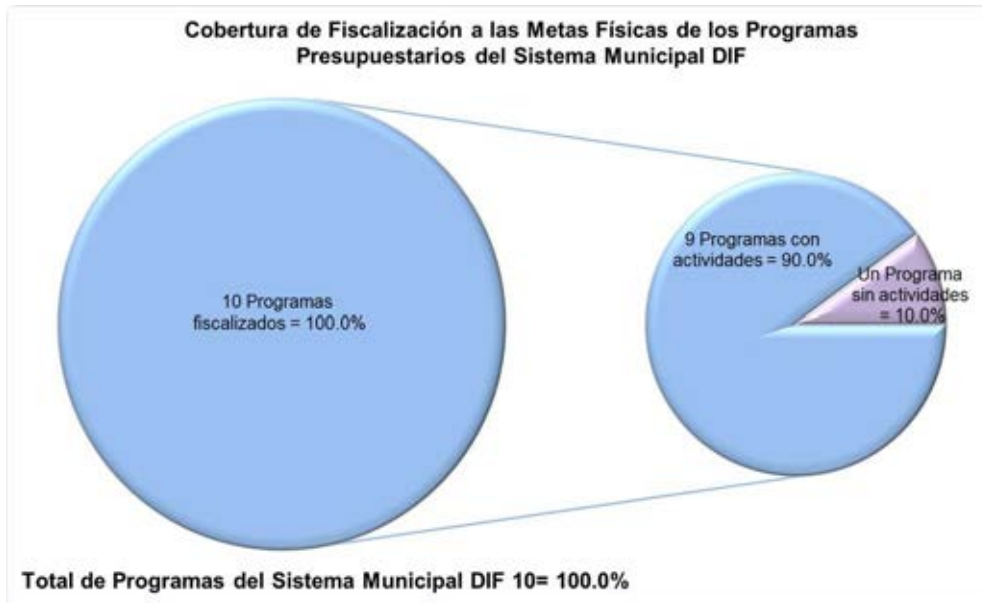 Cobertura de Fiscalización a las Metas Físicas de los Programas
Presupuestarios del Sistema Municipal DIF
10 Programas
fiscalizados = 100.0%
9 Programas con
actividades = 90.0%
Un Programa
sin actividades
= 10.0%
Total de Programas del Sistema Municipal DIF 10= 100.0%